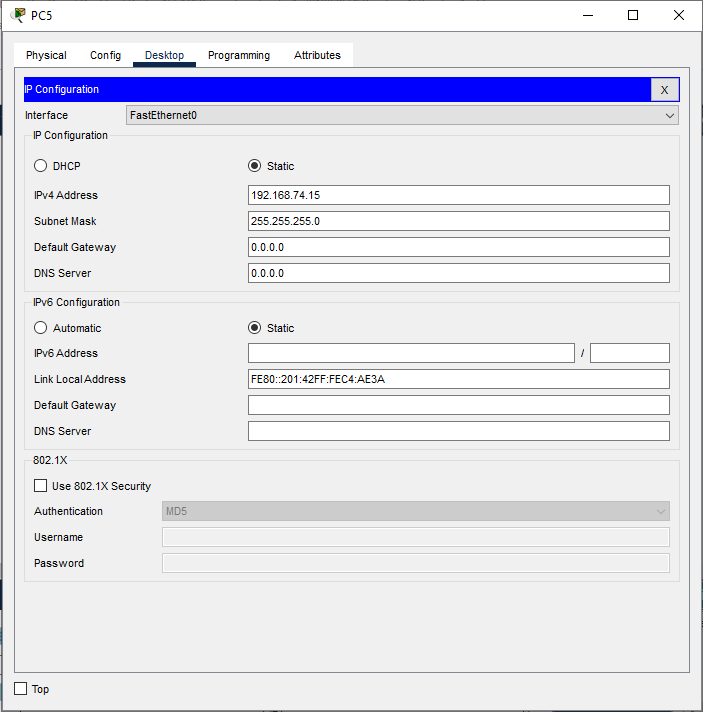 PC5
Physical Config Desktop Programming Attributes
IP Configuration
X
Interface FastEthernet0
IP Configuration
DHCP Static
IPv4 Address 192.168.74.15
Subnet Mask 255.255.255.0
Default Gateway 0.0.0.0
DNS Server 0.0.0.0
IPv6 Configuration
Automatic Static
IPv6 Address /
Link Local Address FE80::201:42FF:FEC4:AE3A
Default Gateway
DNS Server
802.1X
Use 802.1X Security
Authentication MD5
Username
Password
Top